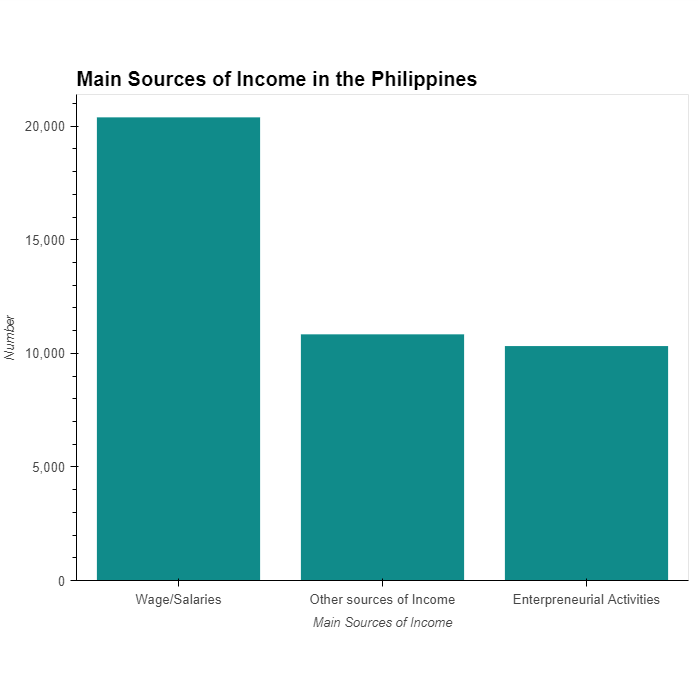 Main Sources of Income in the Philippines
20,000
15,000
10,000
5,000
0
Number
Wage/Salaries
Other sources of Income
Enterpreneurial Activities
Main Sources of Income